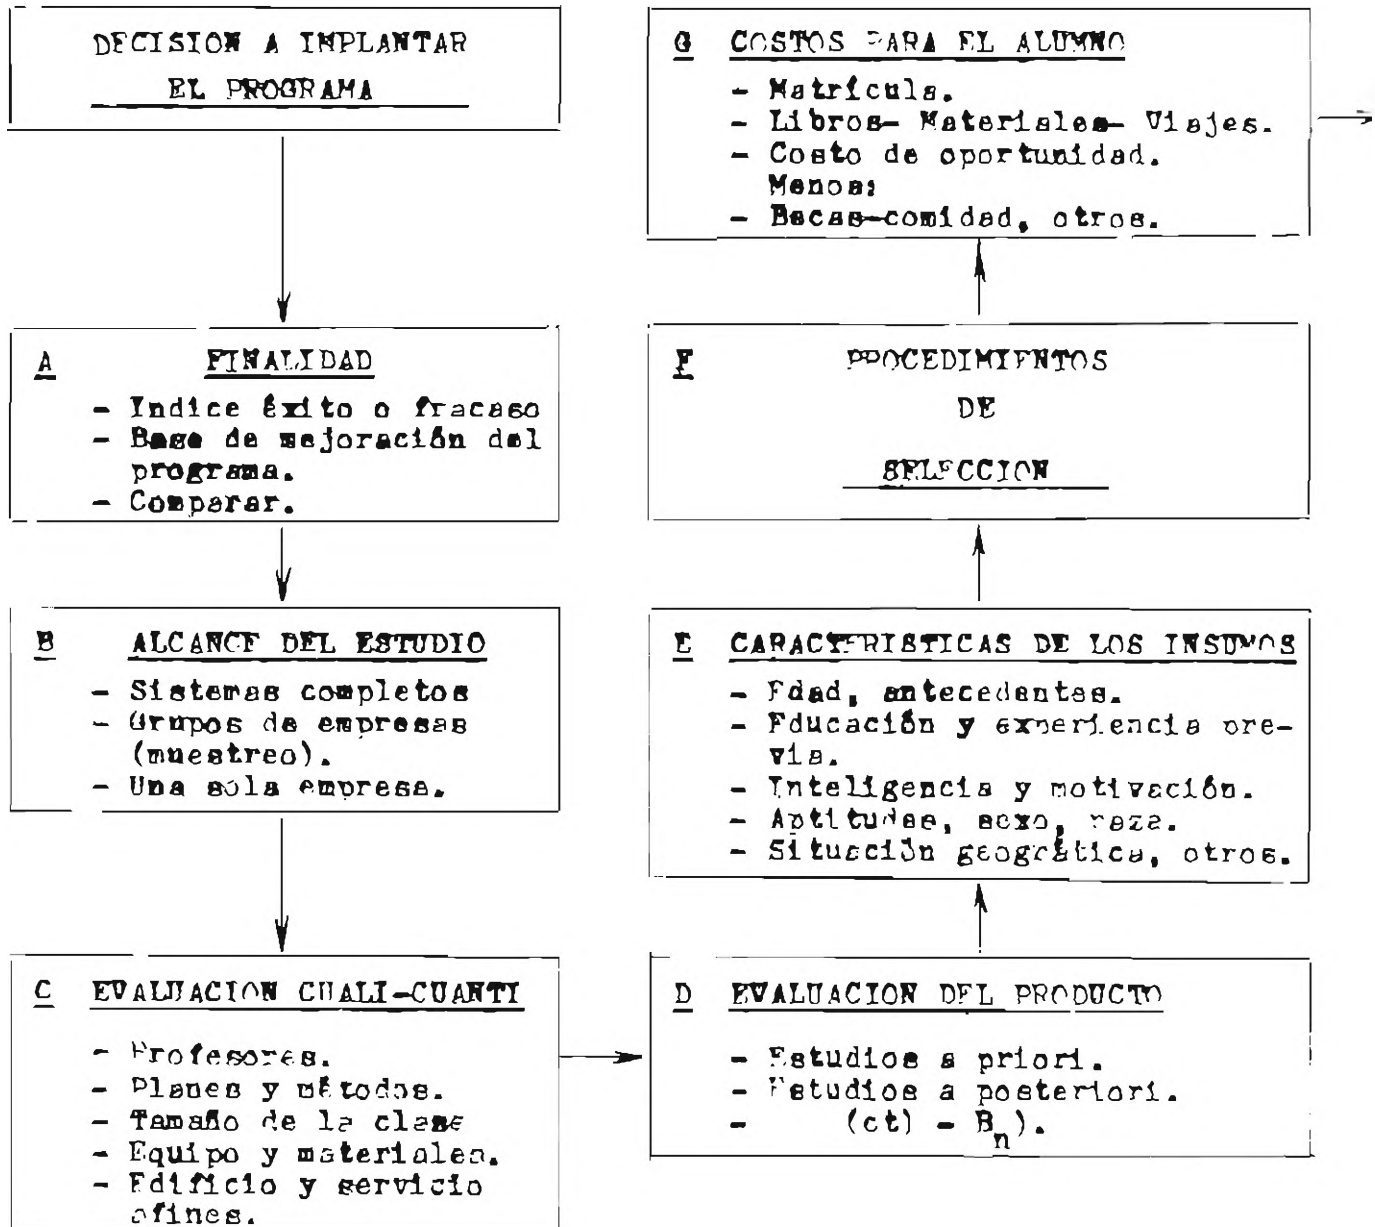 DECISION A IMPLANTAR
EL PROGRAMA
A FINALIDAD
- Indice éxito o fracaso
- Base de mejoración del
programa.
- Comparar.
B ALCANCE DEL ESTUDIO
- Sistemas completos
- Grupos de empresas
(muestreo).
- Una sola empresa.
C EVALUACION CUALI-CUANTI
- Profesores.
- Planes y métodos.
- Tamaño de la clase
- Equipo y materiales.
- Edificio y servicio
afines.
D EVALUACION DEL PRODUCTO
- Estudios a priori.
- Estudios a posteriori.
- (ct) - Bn).
E CARACTERISTICAS DE LOS INSUMOS
- Edad, antecedentes.
- Educación y experiencia pre-
via.
- Inteligencia y motivación.
- Aptitudes, sexo, raza.
- Situación geográfica, otros.
F PROCEDIMIENTOS
DE
SELECCION
G COSTOS PARA EL ALUMNO
- Matrícula.
- Libros- Materiales- Viajes.
- Costo de oportunidad.
Menos:
- Becas-comidad, otros.